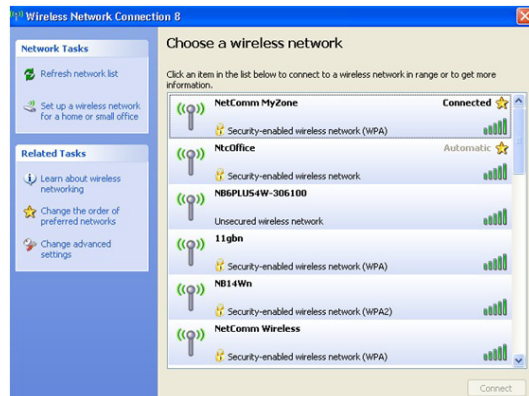 Wireless Network Connection 8
Network Tasks
Refresh network list
Set up a wireless network
for a home or small office
Related Tasks
Learn about wireless
networking
Change the order of
preferred networks
Change advanced
settings
Choose a wireless network
Click an item in the list below to connect to a wireless network in range or to get more
information.
NetComm MyZone Connected
Security-enabled wireless network (WPA)
NtcOffice Automatic
Security-enabled wireless network
NB6PLUS4W-306100
Unsecured wireless network
11gbn
Security-enabled wireless network (WPA)
NB14Wn
Security-enabled wireless network (WPA2)
NetComm Wireless
Security-enabled wireless network (WPA)
Connect